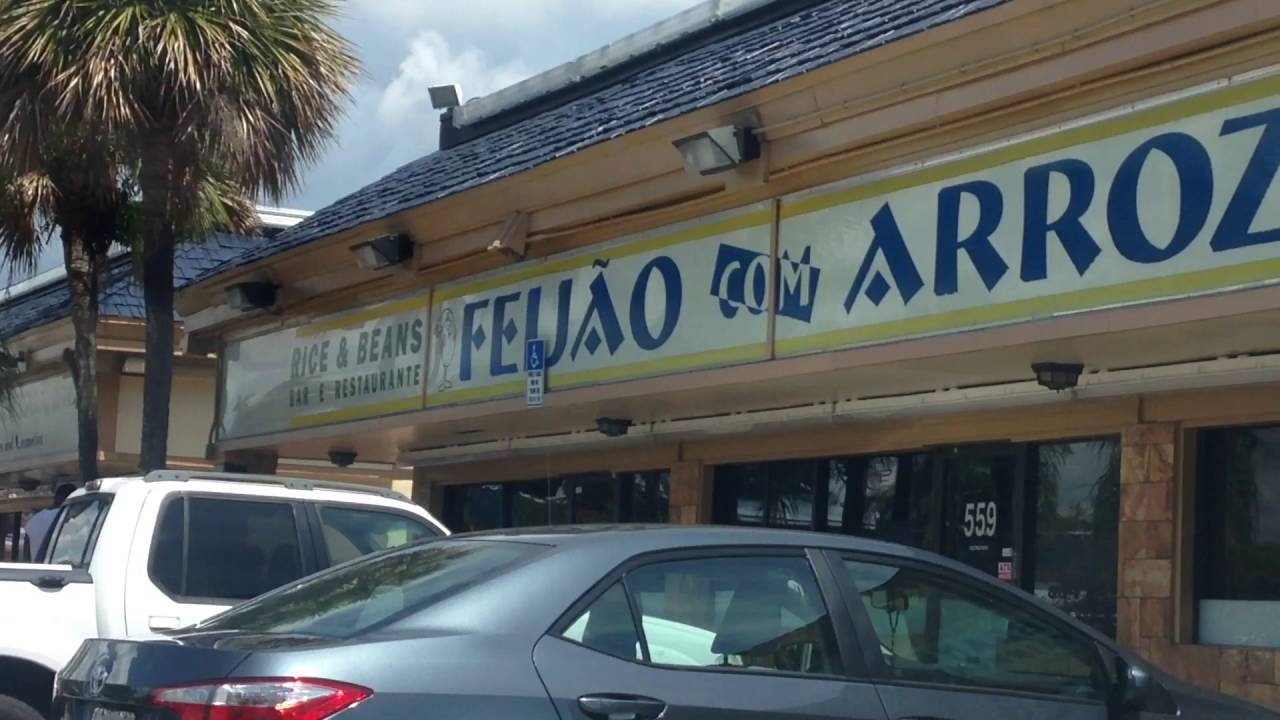 RICE & BEANS
BAR E RESTAURANTE
FEIJÃO COM ARROZ
559